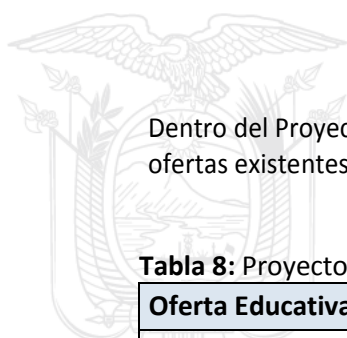 Dentro del Proyec
ofertas existentes
Tabla 8: Proyecto
Oferta Educativa